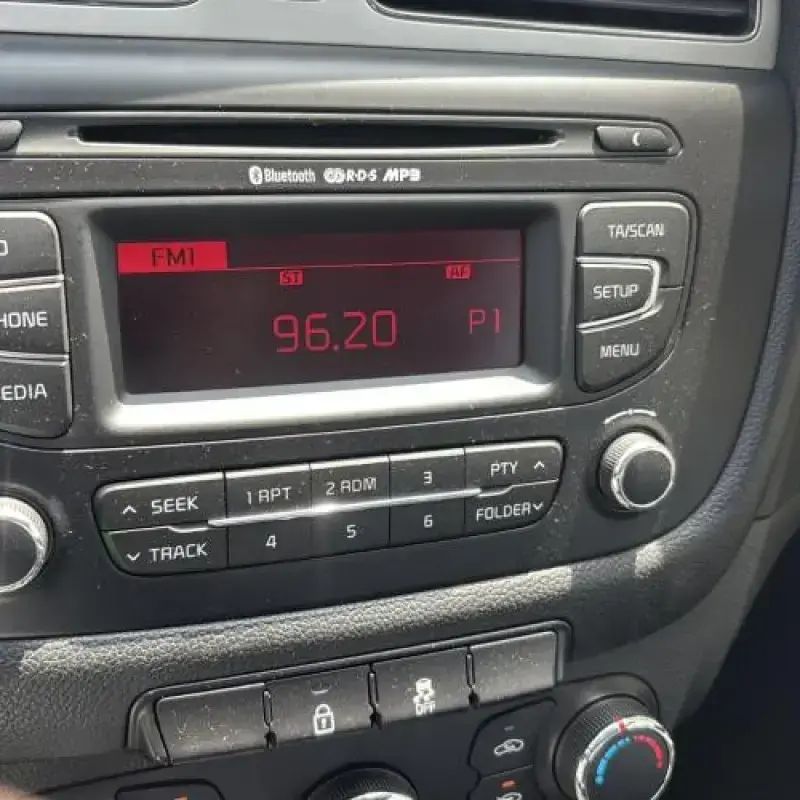 Bluetooth R·D·S MP3
TA/SCAN
FM1
ST AF
SETUP
96.20 P1
HONE
MENU
EDIA
SEEK 1 RPT 2 RDM 3 PTY
TRACK 4 5 6 FOLDER
OFF